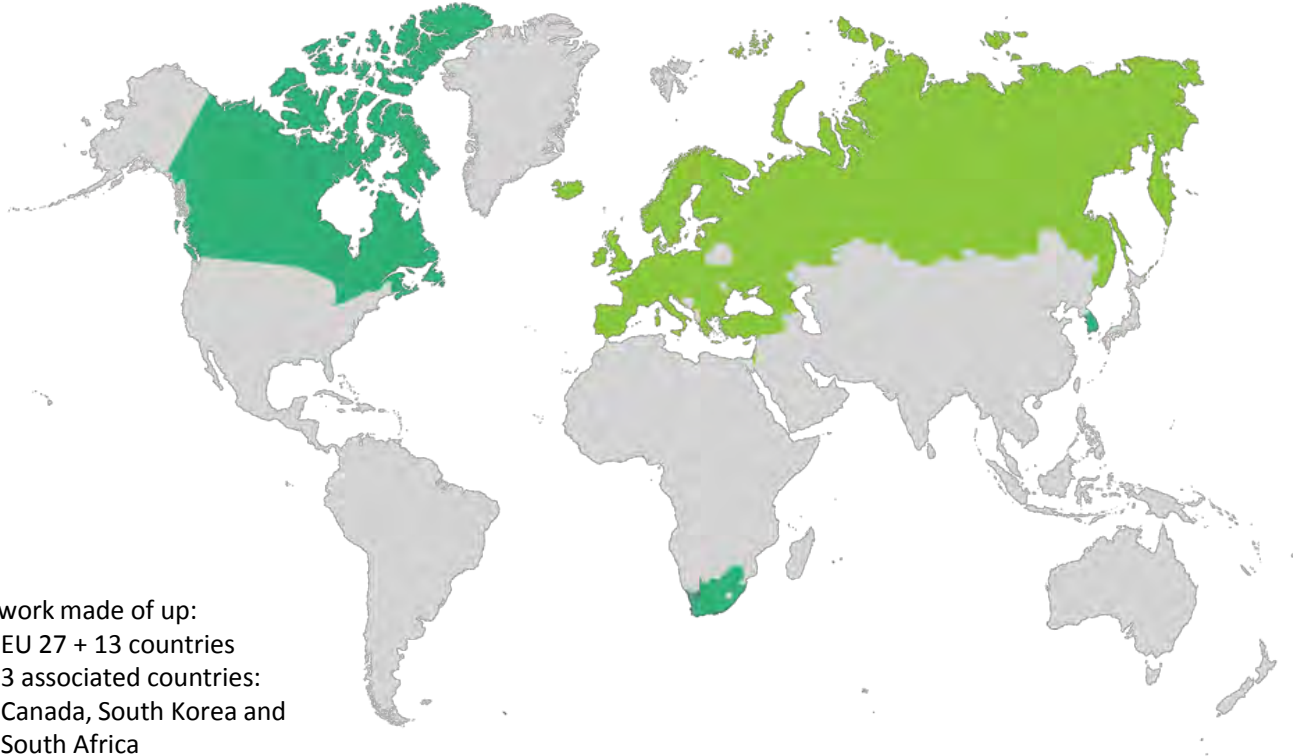 work made of up:
EU 27 + 13 countries
3 associated countries:
Canada, South Korea and
South Africa